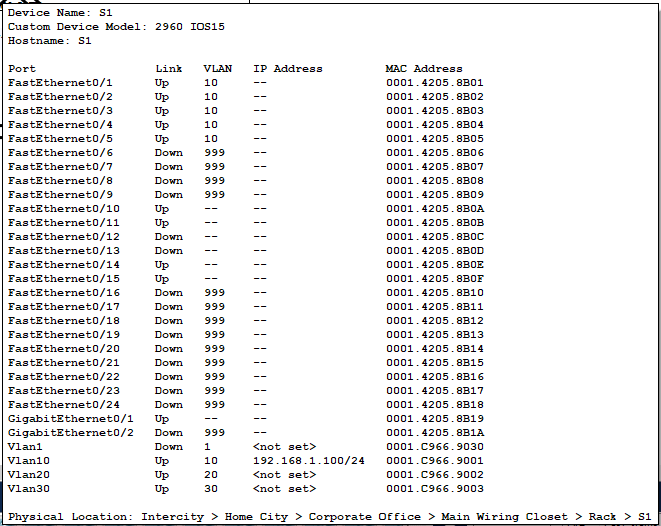 Device Name: S1
Custom Device Model: 2960 IOS15
Hostname: S1
Port Link VLAN IP Address MAC Address
FastEthernet0/1 Up 10 -- 0001.4205.8B01
FastEthernet0/2 Up 10 -- 0001.4205.8B02
FastEthernet0/3 Up 10 -- 0001.4205.8B03
FastEthernet0/4 Up 10 -- 0001.4205.8B04
FastEthernet0/5 Up 10 -- 0001.4205.8B05
FastEthernet0/6 Down 999 -- 0001.4205.8B06
FastEthernet0/7 Down 999 -- 0001.4205.8B07
FastEthernet0/8 Down 999 -- 0001.4205.8B08
FastEthernet0/9 Down 999 -- 0001.4205.8B09
FastEthernet0/10 Up -- -- 0001.4205.8B0A
FastEthernet0/11 Up -- -- 0001.4205.8B0B
FastEthernet0/12 Down -- -- 0001.4205.8B0C
FastEthernet0/13 Down -- -- 0001.4205.8B0D
FastEthernet0/14 Up -- -- 0001.4205.8B0E
FastEthernet0/15 Up -- -- 0001.4205.8B0F
FastEthernet0/16 Down 999 -- 0001.4205.8B10
FastEthernet0/17 Down 999 -- 0001.4205.8B11
FastEthernet0/18 Down 999 -- 0001.4205.8B12
FastEthernet0/19 Down 999 -- 0001.4205.8B13
FastEthernet0/20 Down 999 -- 0001.4205.8B14
FastEthernet0/21 Down 999 -- 0001.4205.8B15
FastEthernet0/22 Down 999 -- 0001.4205.8B16
FastEthernet0/23 Down 999 -- 0001.4205.8B17
FastEthernet0/24 Down 999 -- 0001.4205.8B18
GigabitEthernet0/1 Up -- -- 0001.4205.8B19
GigabitEthernet0/2 Down 999 -- 0001.4205.8B1A
Vlan1 Down 1 <not set> 0001.C966.9030
Vlan10 Up 10 192.168.1.100/24 0001.C966.9001
Vlan20 Up 20 <not set> 0001.C966.9002
Vlan30 Up 30 <not set> 0001.C966.9003
Physical Location: Intercity > Home City > Corporate Office > Main Wiring Closet > Rack > S1